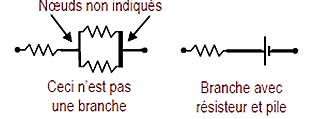 Nœuds non indiqués
Ceci n'est pas
une branche
Branche avec
résisteur et pile